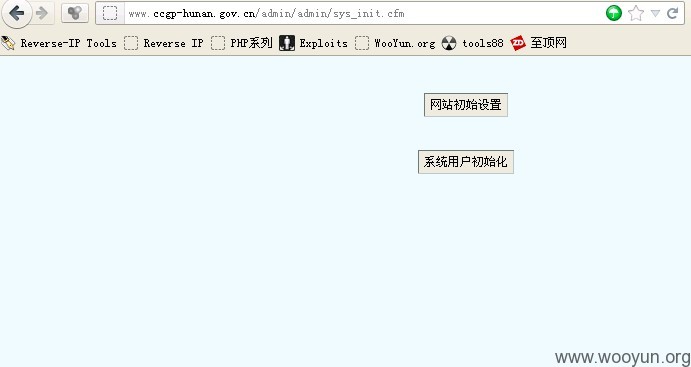 www.ccgp-hunan.gov.cn/admin/admin/sys_init.cfm
Reverse-IP Tools Reverse IP PHP系列 Exploits WooYun.org tools88 至顶网
网站初始设置
系统用户初始化
www.wooyun.org